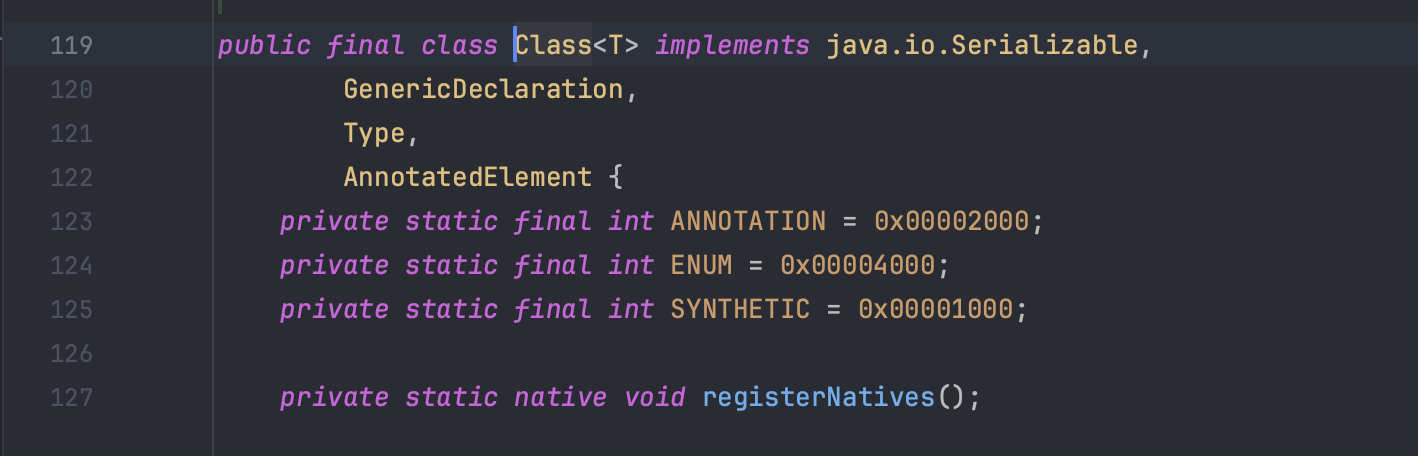 119 public final class Class<T> implements java.io.Serializable,
120 GenericDeclaration,
121 Type,
122 AnnotatedElement {
123 private static final int ANNOTATION = 0x00002000;
124 private static final int ENUM = 0x00004000;
125 private static final int SYNTHETIC = 0x00001000;
126
127 private static native void registerNatives();